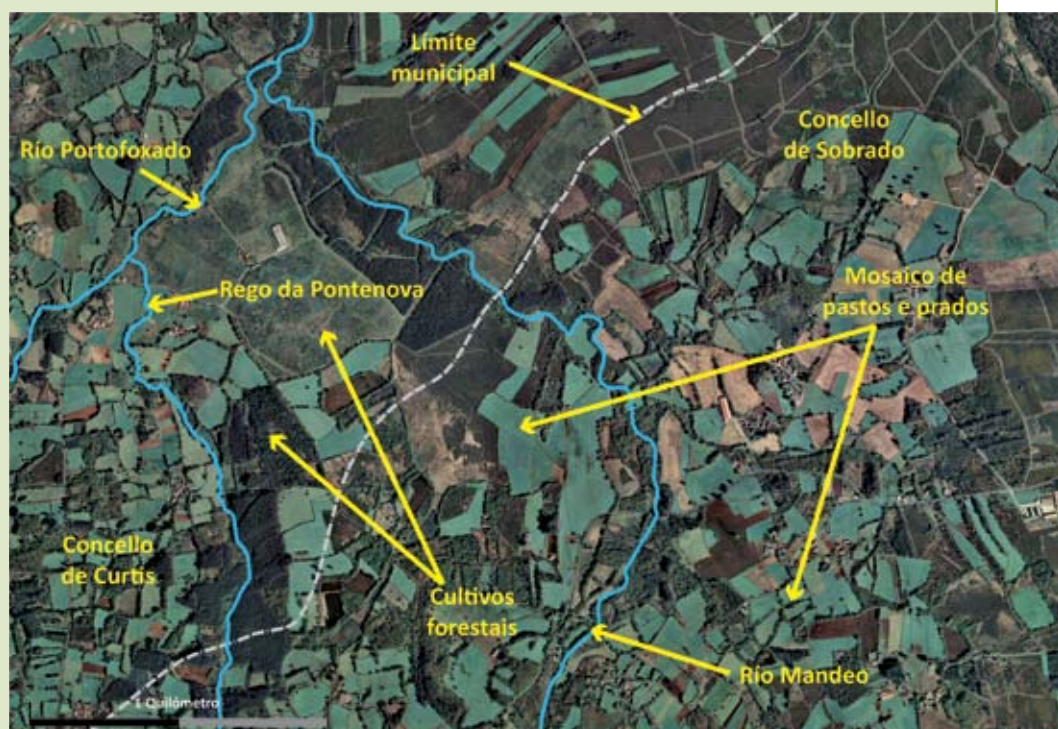 Límite
municipal
Concello
de Sobrado
Río Portofoxado
Mosaico de
pastos e prados
Rego da Pontenova
Concello
de Curtis
Cultivos
forestais
Río Mandeo
1 Quilómetro